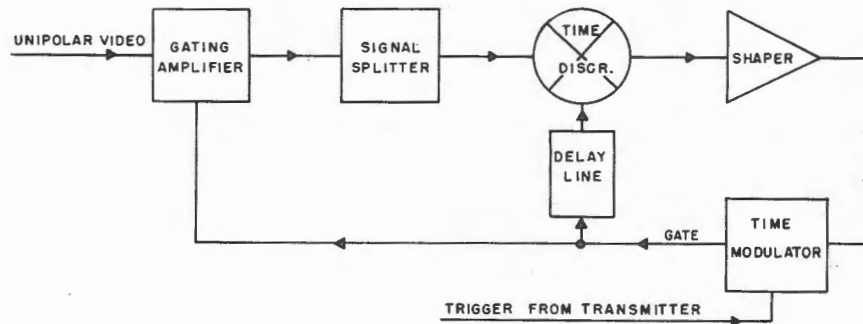 UNIPOLAR VIDEO
GATING
AMPLIFIER
SIGNAL
SPLITTER
TIME
DISCR.
SHAPER
DELAY
LINE
GATE
TIME
MODULATOR
TRIGGER FROM TRANSMITTER